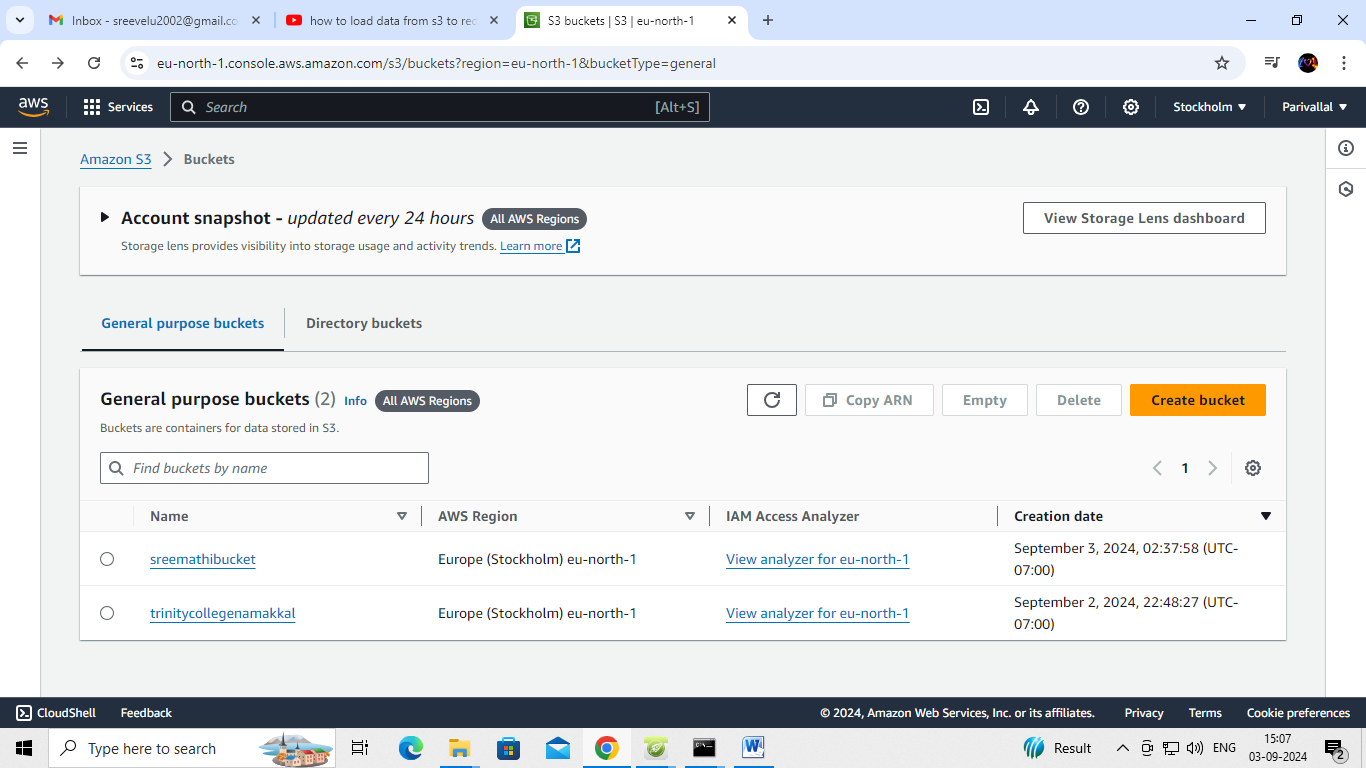 Inbox - sreevelu2002@gmail.co
how to load data from s3 to rec
S3 buckets | S3 | eu-north-1
eu-north-1.console.aws.amazon.com/s3/buckets?region=eu-north-1&bucketType=general
aws
Services
Search
[Alt+S]
Stockholm
Parivallal
Amazon S3
Buckets
Account snapshot - updated every 24 hours
All AWS Regions
View Storage Lens dashboard
Storage lens provides visibility into storage usage and activity trends. Learn more
General purpose buckets
Directory buckets
General purpose buckets (2) Info
All AWS Regions
Copy ARN
Empty
Delete
Create bucket
Buckets are containers for data stored in S3.
Find buckets by name
1
Name
AWS Region
IAM Access Analyzer
Creation date
sreemathibucket
Europe (Stockholm) eu-north-1
View analyzer for eu-north-1
September 3, 2024, 02:37:58 (UTC-
07:00)
trinitycollegenamakkal
Europe (Stockholm) eu-north-1
View analyzer for eu-north-1
September 2, 2024, 22:48:27 (UTC-
07:00)
CloudShell
Feedback
© 2024, Amazon Web Services, Inc. or its affiliates.
Privacy
Terms
Cookie preferences
Type here to search
Result
ENG
15:07
03-09-2024
2